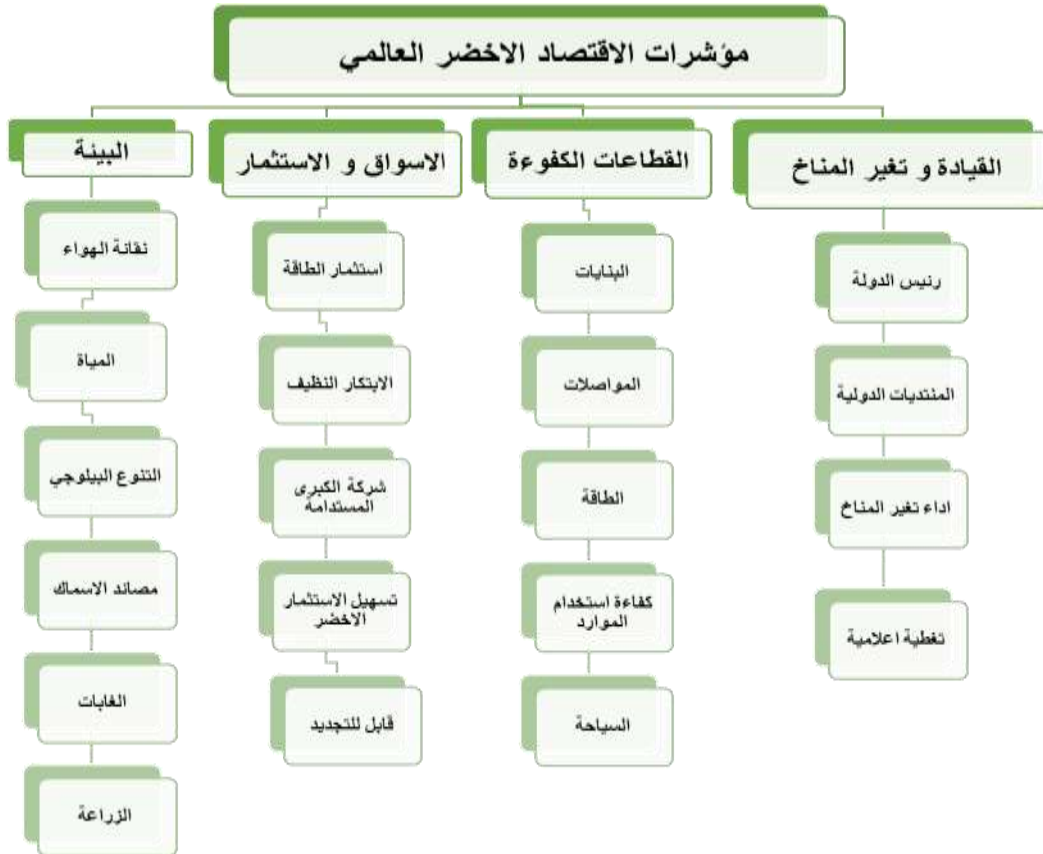 مؤشرات الاقتصاد الاخضر العالمي
القيادة و تغير المناخ
رئيس الدولة
المنتديات الدولية
اداء تغير المناخ
تغطية اعلامية
القطاعات الكفوءة
البنايات
المواصلات
الطاقة
كفاءة استخدام
الموارد
السياحة
الاسواق و الاستثمار
استثمار الطاقة
الابتكار النظيف
شركة الكبرى
المستدامة
تسهيل الاستثمار
الاخضر
قابل للتجديد
البيئة
نقانة الهواء
المياة
التنوع البيلوجي
مصائد الاسماك
الغابات
الزراعة